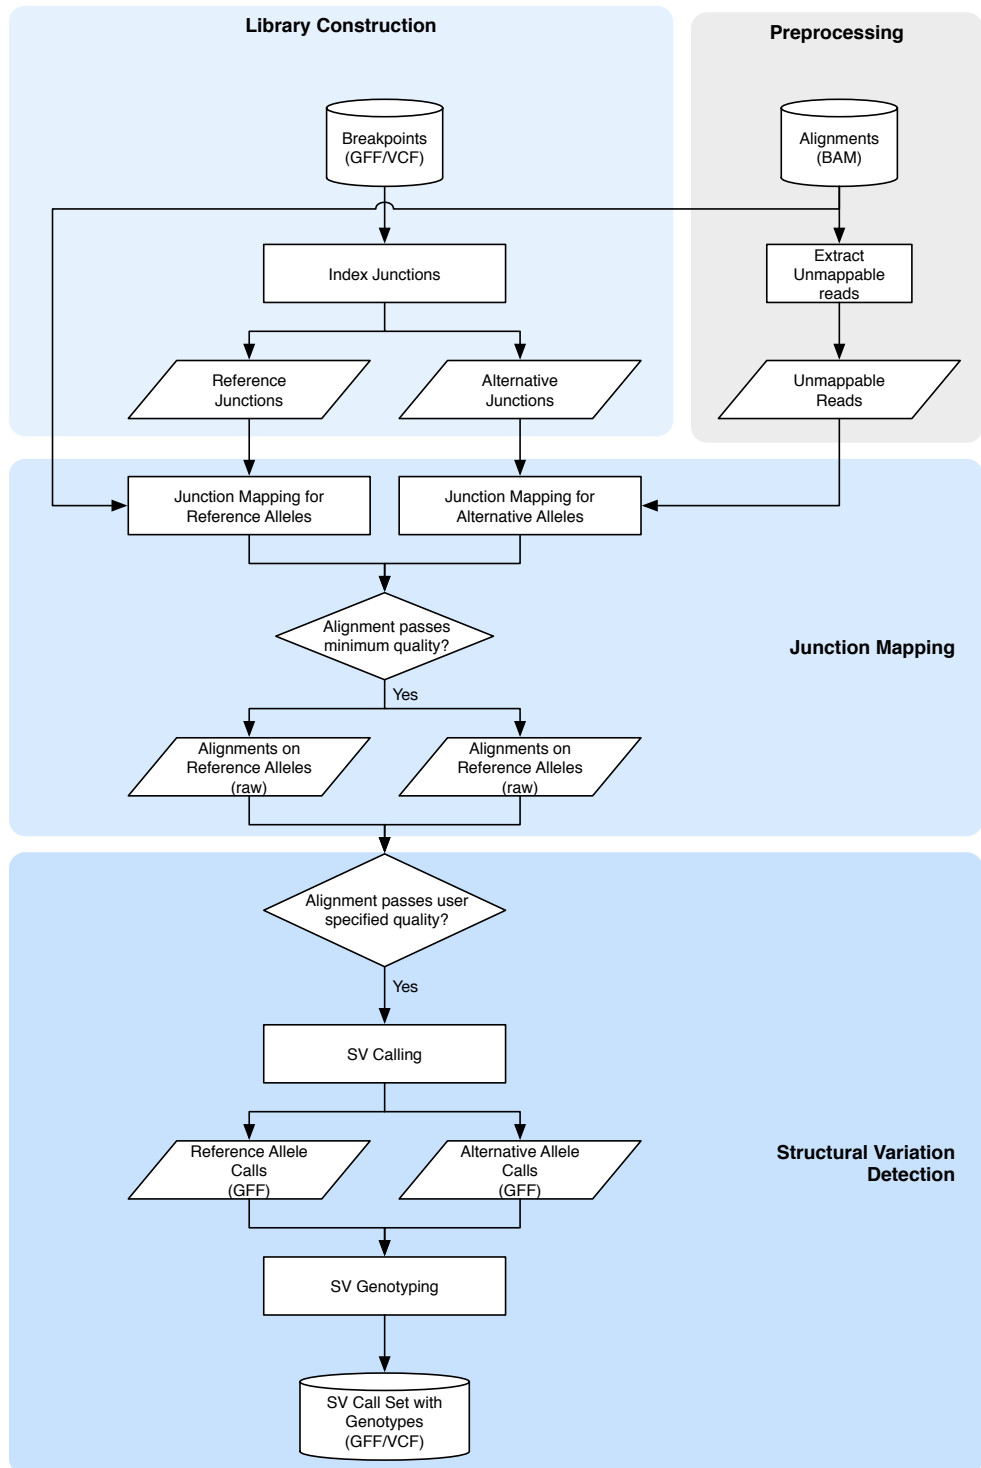 Library Construction
Preprocessing
Breakpoints
(GFF/VCF)
Alignments
(BAM)
Index Junctions
Extract
Unmappable
reads
Reference
Junctions
Alternative
Junctions
Unmappable
Reads
Junction Mapping for
Reference Alleles
Junction Mapping for
Alternative Alleles
Alignment passes
minimum quality?
Junction Mapping
Yes
Alignments on
Reference Alleles
(raw)
Alignments on
Reference Alleles
(raw)
Alignment passes user
specified quality?
Yes
SV Calling
Reference Allele
Calls
(GFF)
Alternative Allele
Calls
(GFF)
Structural Variation
Detection
SV Genotyping
SV Call Set with
Genotypes
(GFF/VCF)